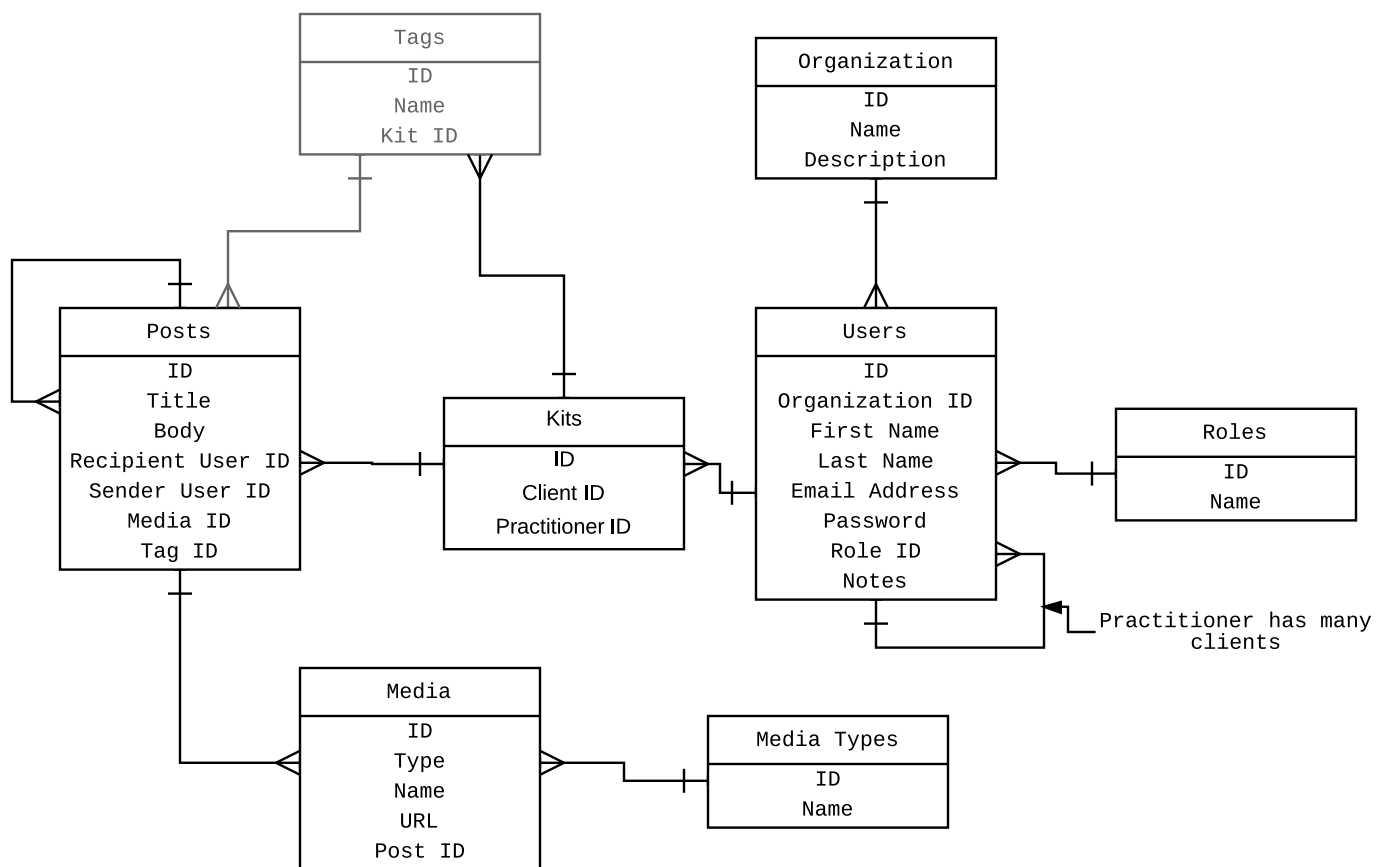 Tags
ID
Name
Kit ID
Organization
ID
Name
Description
Posts
ID
Title
Body
Recipient User ID
Sender User ID
Media ID
Tag ID
Kits
ID
Client ID
Practitioner ID
Users
ID
Organization ID
First Name
Last Name
Email Address
Password
Role ID
Notes
Roles
ID
Name
Practitioner has many
clients
Media
ID
Type
Name
URL
Post ID
Media Types
ID
Name